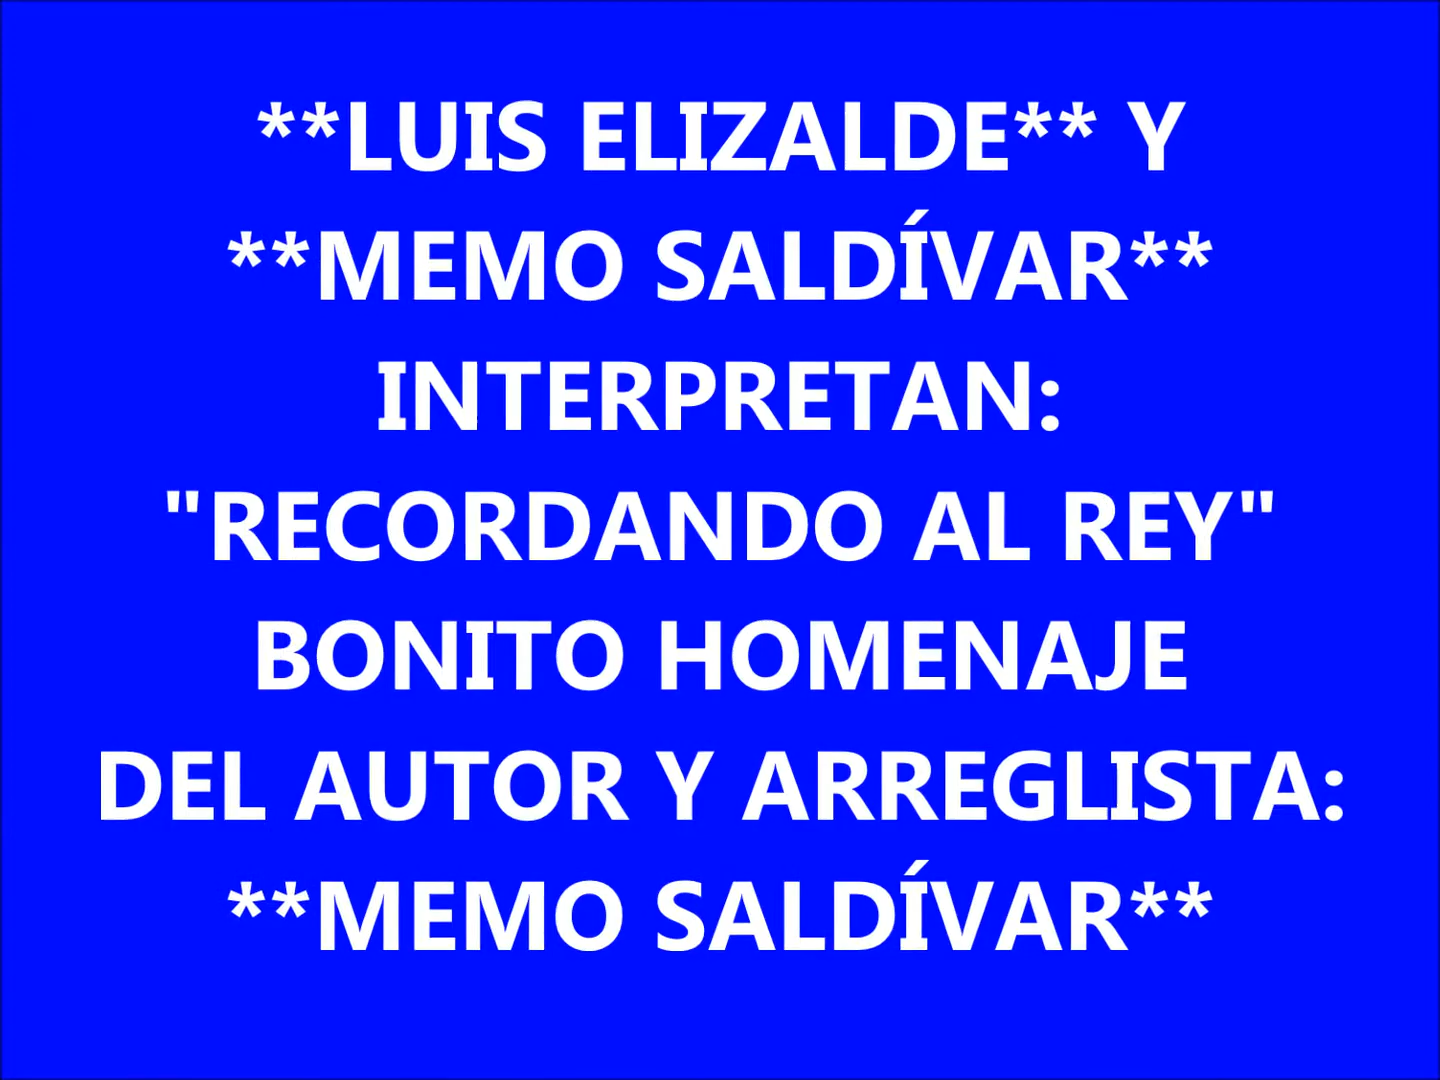 **LUIS ELIZALDE** Y
**MEMO SALDÍVAR**
INTERPRETAN:
"RECORDANDO AL REY"
BONITO HOMENAJE
DEL AUTOR Y ARREGLISTA:
**MEMO SALDÍVAR**